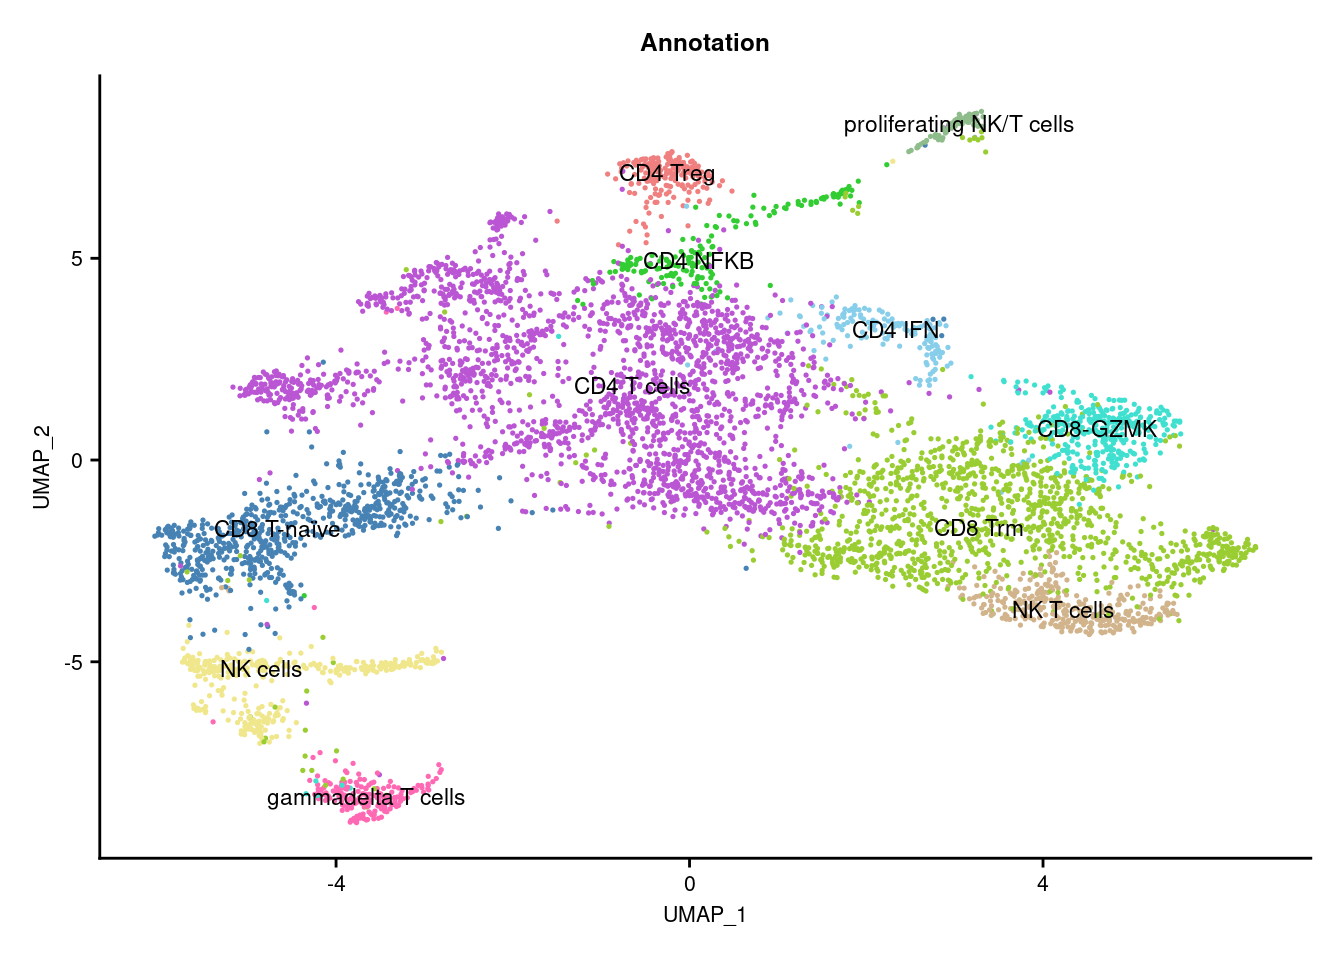 Annotation
proliferating NK/T cells
CD4 Treg
CD4 NFKB
5
CD4 IFN
CD4 T cells
CD8-GZMK
UMAP_2
0
CD8 T-naïve
CD8 Trm
NK T cells
-5
NK cells
gammadelta T cells
-4
0
4
UMAP_1